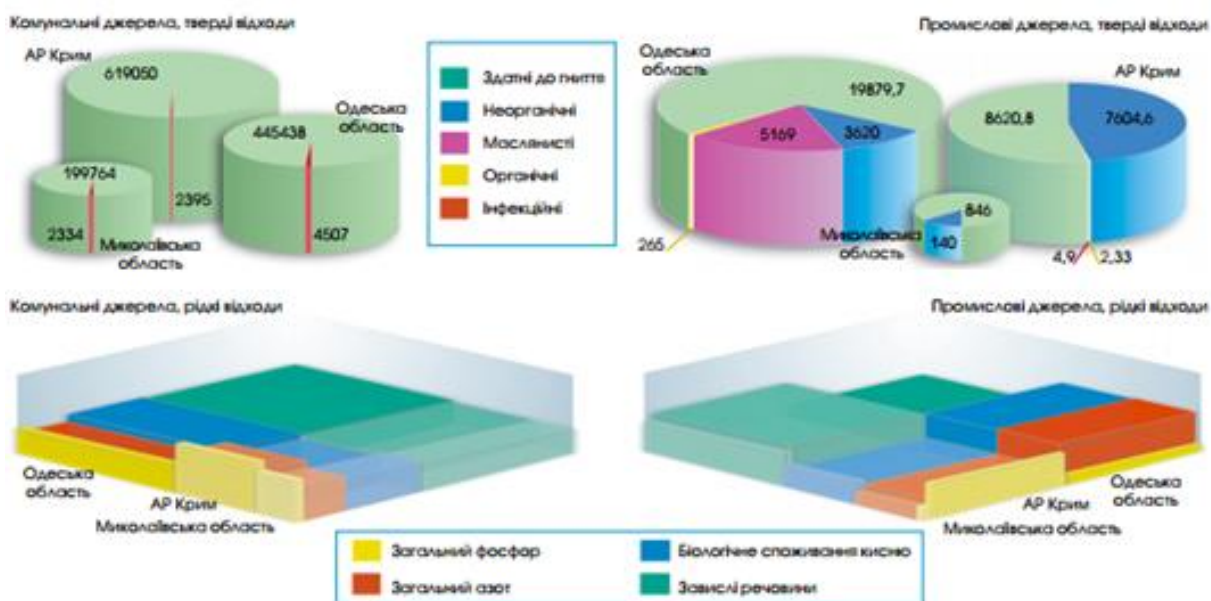 Комунальні джерела, тверді відходи
АР Крим
619050
Одеська
область
445438
199764
2395
2334
4507
Миколаївська
область
Здатні до гниття
Неорганічні
Маслянисті
Органічні
Інфекційні
Промислові джерела, тверді відходи
Одеська
область
19879,7
АР Крим
8620,8
7604,6
5169
3620
846
Миколаївська
область
140
265
4,9
2,33
Комунальні джерела, рідкі відходи
Одеська
область
АР Крим
Миколаївська область
Промислові джерела, рідкі відходи
Одеська
область
АР Крим
Миколаївська область
Загальний фосфор
Біологічне споживання кисню
Загальний азот
Завислі речовини